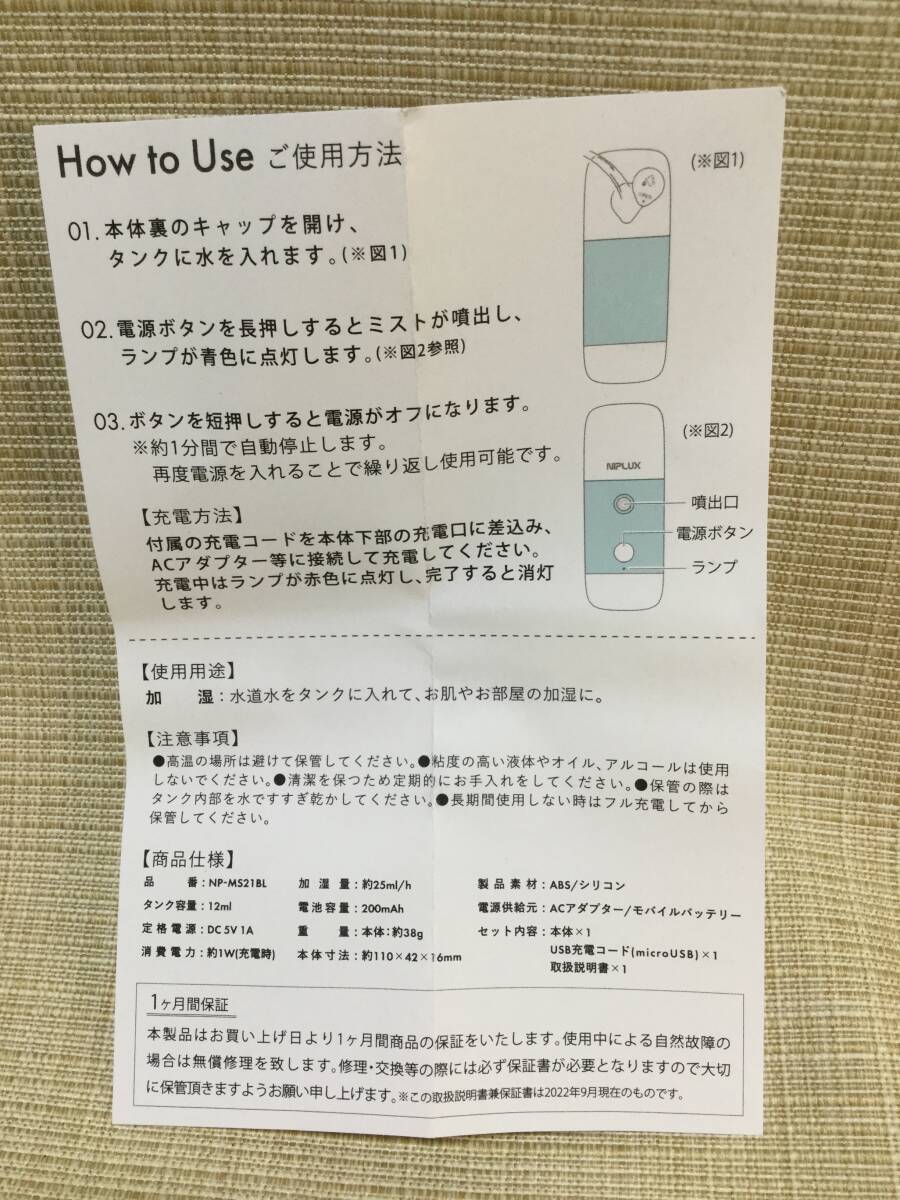 How to Use ご使用方法
01.本体裏のキャップを開け、
タンクに水を入れます。(※図1)
(※図1)
02.電源ボタンを長押しするとミストが噴出し、
ランプが青色に点灯します。(※図2参照)
03.ボタンを短押しすると電源がオフになります。
※約1分間で自動停止します。
再度電源を入れることで繰り返し使用可能です。
(※図2)
NIPLUX
噴出口
電源ボタン
ランプ
【充電方法】
付属の充電コードを本体下部の充電口に差込み、
ACアダプター等に接続して充電してください。
充電中はランプが赤色に点灯し、完了すると消灯
します。
【使用用途】
加　湿：水道水をタンクに入れて、お肌やお部屋の加湿に。
【注意事項】
●高温の場所は避けて保管してください。●粘度の高い液体やオイル、アルコールは使用
しないでください。●清潔を保つため定期的にお手入れをしてください。●保管の際は
タンク内部を水ですすぎ乾かしてください。●長期間使用しない時はフル充電してから
保管してください。
【商品仕様】
品　番：NP-MS21BL　加湿量：約25ml/h　製品素材：ABS/シリコン
タンク容量：12ml　電池容量：200mAh　電源供給元：ACアダプター/モバイルバッテリー
定格電源：DC 5V 1A　重　量：本体：約38g　セット内容：本体×1
消費電力：約1W(充電時)　本体寸法：約110×42×16mm　USB充電コード(microUSB)×1
取扱説明書×1
1ヶ月間保証
本製品はお買い上げ日より1ヶ月間商品の保証をいたします。使用中による自然故障の
場合は無償修理を致します。修理・交換等の際には必ず保証書が必要となりますので大切
に保管頂きますようお願い申し上げます。※この取扱説明書兼保証書は2022年9月現在のものです。